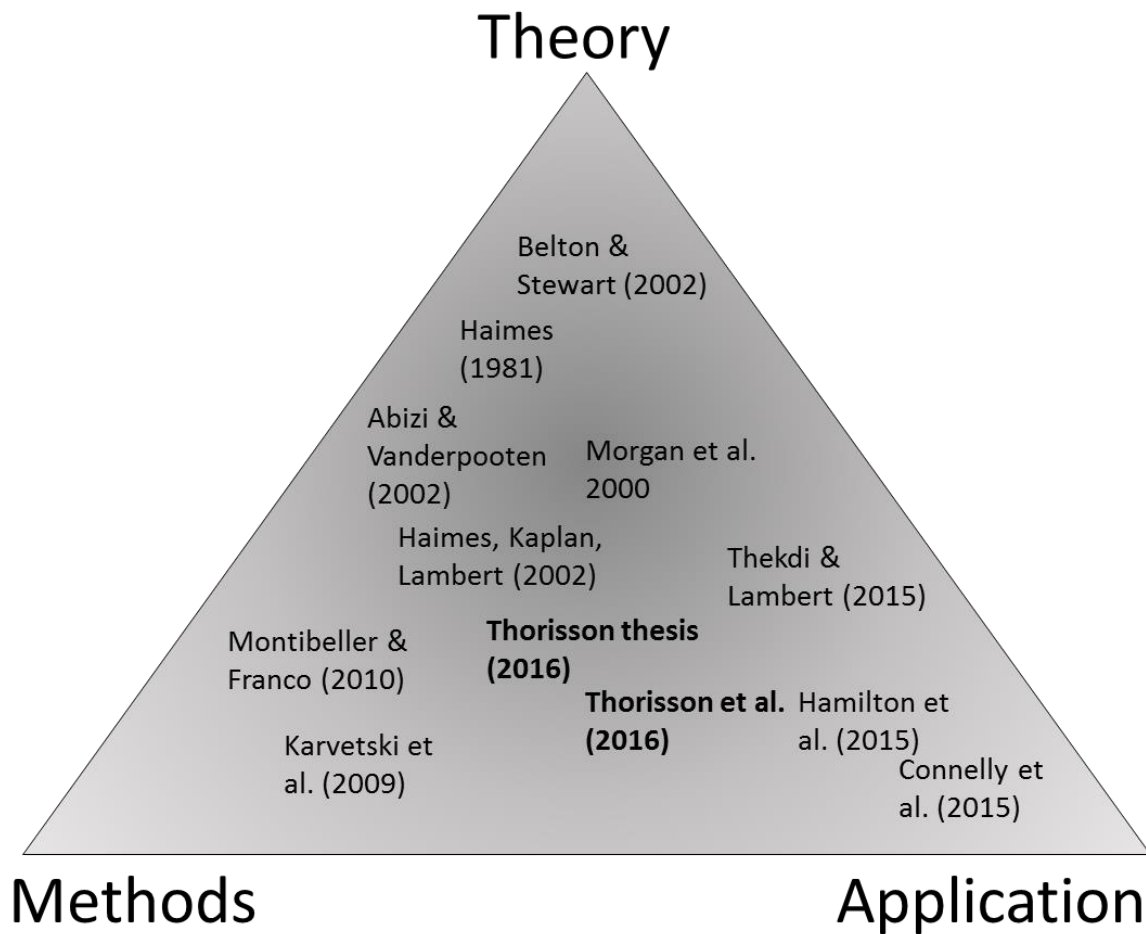 Theory
Belton &
Stewart (2002)
Haimes
(1981)
Abizi &
Vanderpooten
(2002)
Morgan et al.
2000
Haimes, Kaplan,
Lambert (2002)
Thekdi &
Lambert (2015)
Thorisson thesis
(2016)
Montibeller &
Franco (2010)
Thorisson et al.
(2016)
Hamilton et
al. (2015)
Karvetski et
al. (2009)
Connelly et
al. (2015)
Methods
Application